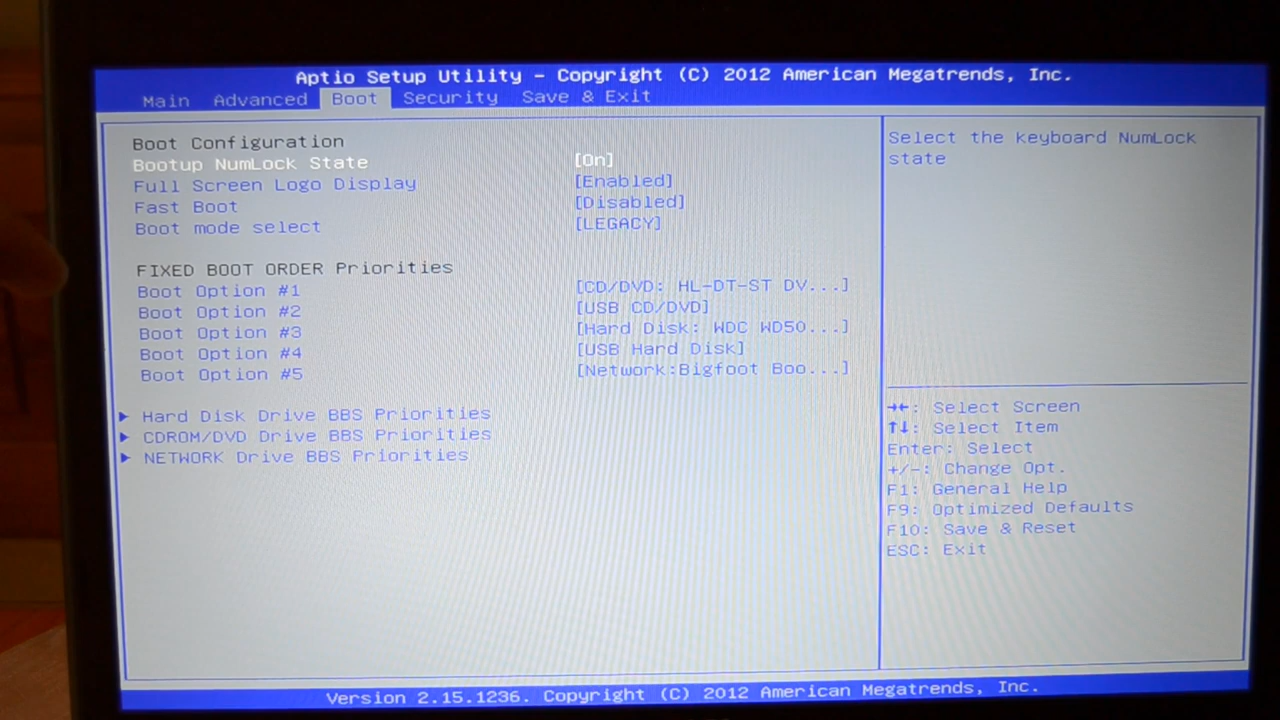 Aptio Setup Utility - Copyright (C) 2012 American Megatrends, Inc.
Main Advanced Boot Security Save & Exit
Boot Configuration
Bootup NumLock State [On]
Full Screen Logo Display [Enabled]
Fast Boot [Disabled]
Boot mode select [LEGACY]
FIXED BOOT ORDER Priorities
Boot Option #1 [CD/DVD: HL-DT-ST DV...]
Boot Option #2 [USB CD/DVD]
Boot Option #3 [Hard Disk: WDC WD50...]
Boot Option #4 [USB Hard Disk]
Boot Option #5 [Network:Bigfoot Boo...]
▶ Hard Disk Drive BBS Priorities
▶ CDROM/DVD Drive BBS Priorities
▶ NETWORK Drive BBS Priorities
Select the keyboard NumLock
state
→←: Select Screen
↑↓: Select Item
Enter: Select
+/-: Change Opt.
F1: General Help
F9: Optimized Defaults
F10: Save & Reset
ESC: Exit
Version 2.15.1236. Copyright (C) 2012 American Megatrends, Inc.